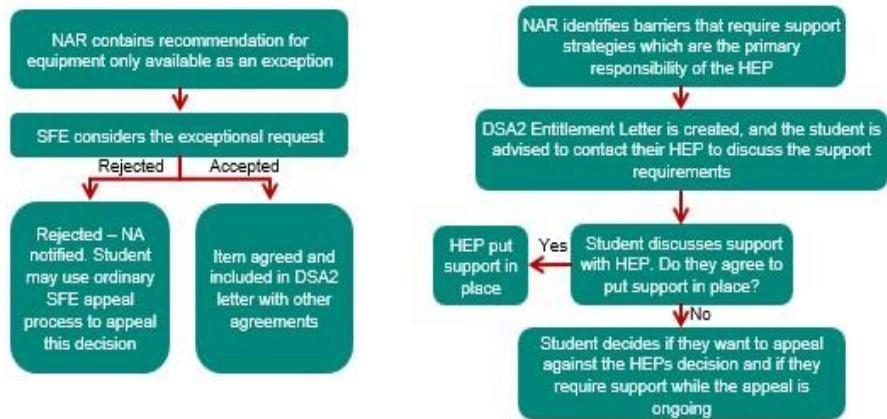 NAR contains recommendation for
equipment only available as an exception
SFE considers the exceptional request
Rejected
Accepted
Rejected – NA
notified. Student
may use ordinary
SFE appeal
process to appeal
this decision
Item agreed and
included in DSA2
letter with other
agreements
NAR identifies barriers that require support
strategies which are the primary
responsibility of the HEP
DSA2 Entitlement Letter is created, and the student is
advised to contact their HEP to discuss the support
requirements
Student discusses support
with HEP. Do they agree to
put support in place?
Yes
HEP put
support in
place
No
Student decides if they want to appeal
against the HEPs decision and if they
require support while the appeal is
ongoing